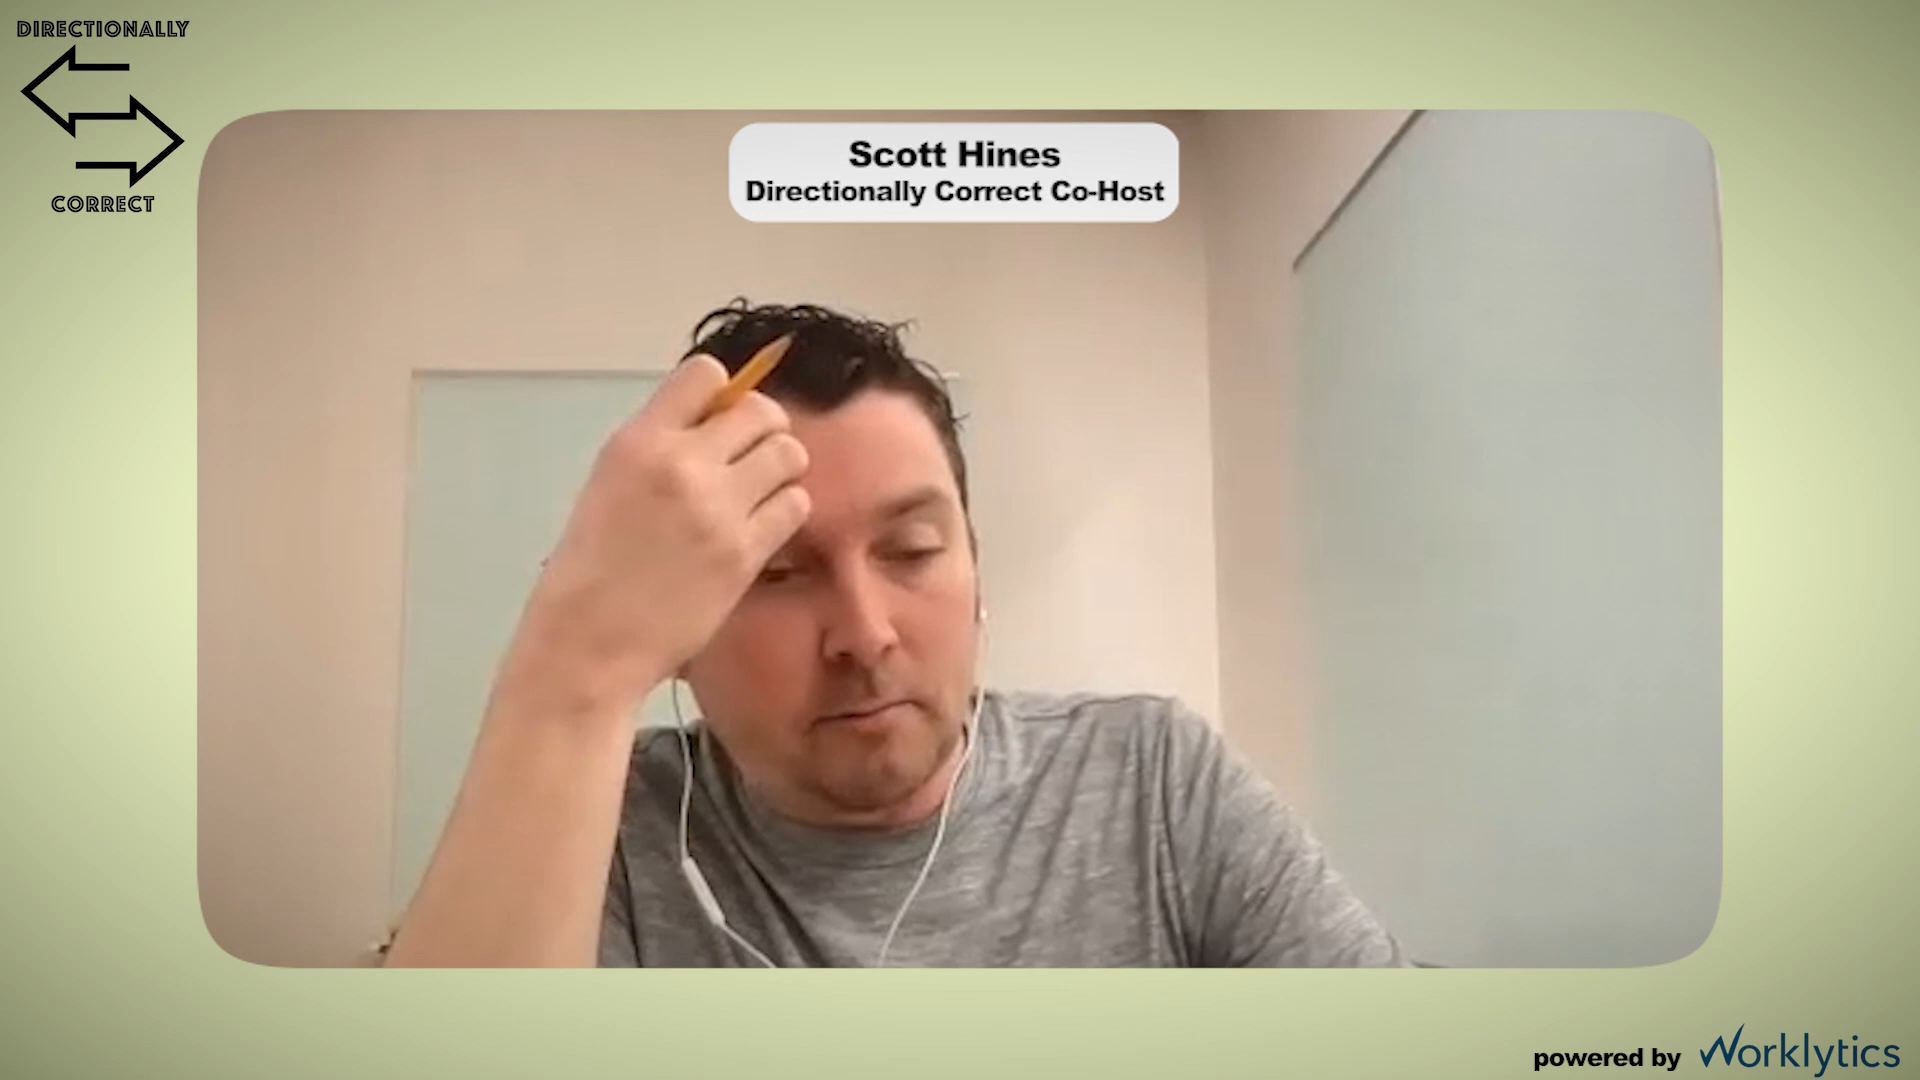 DIRECTIONALLY
CORRECT
Scott Hines
Directionally Correct Co-Host
powered by Worklytics